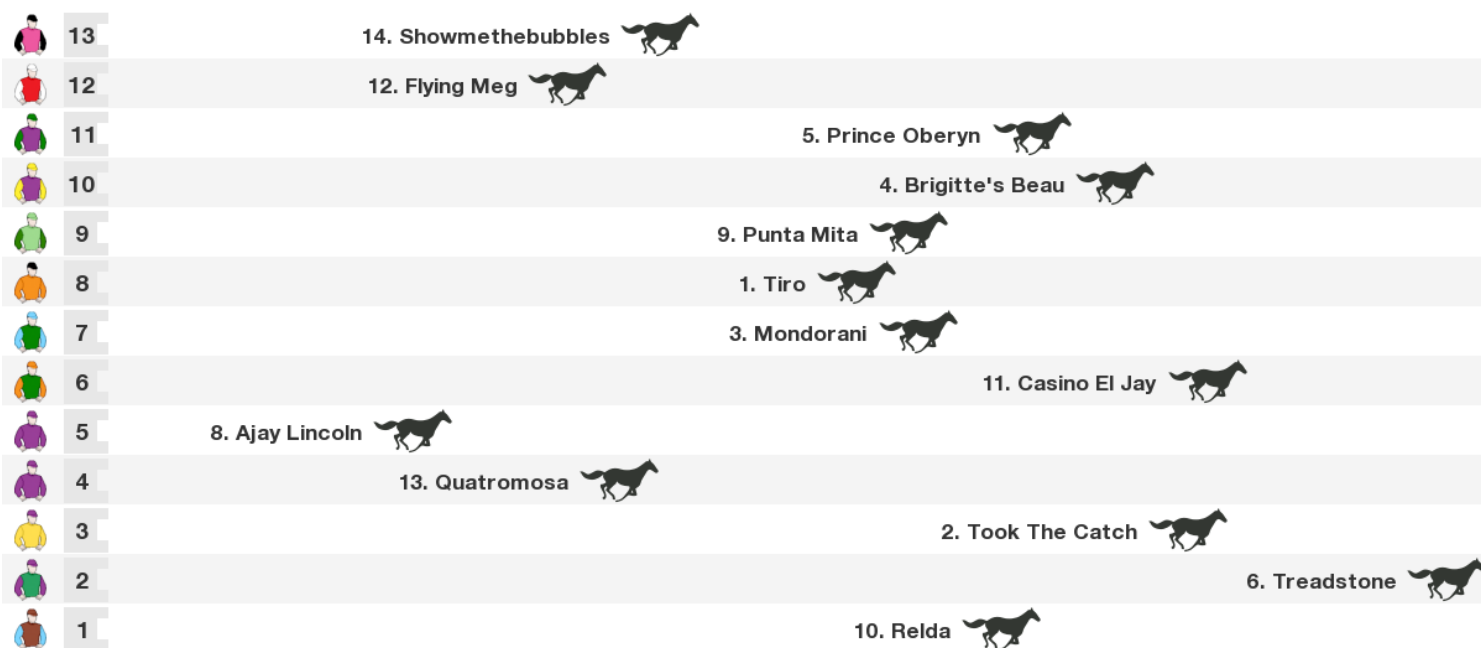 13 14. Showmethebubbles
12 12. Flying Meg
11 5. Prince Oberyn
10 4. Brigitte's Beau
9 9. Punta Mita
8 1. Tiro
7 3. Mondorani
6 11. Casino El Jay
5 8. Ajay Lincoln
4 13. Quatromosa
3 2. Took The Catch
2 6. Treadstone
1 10. Relda